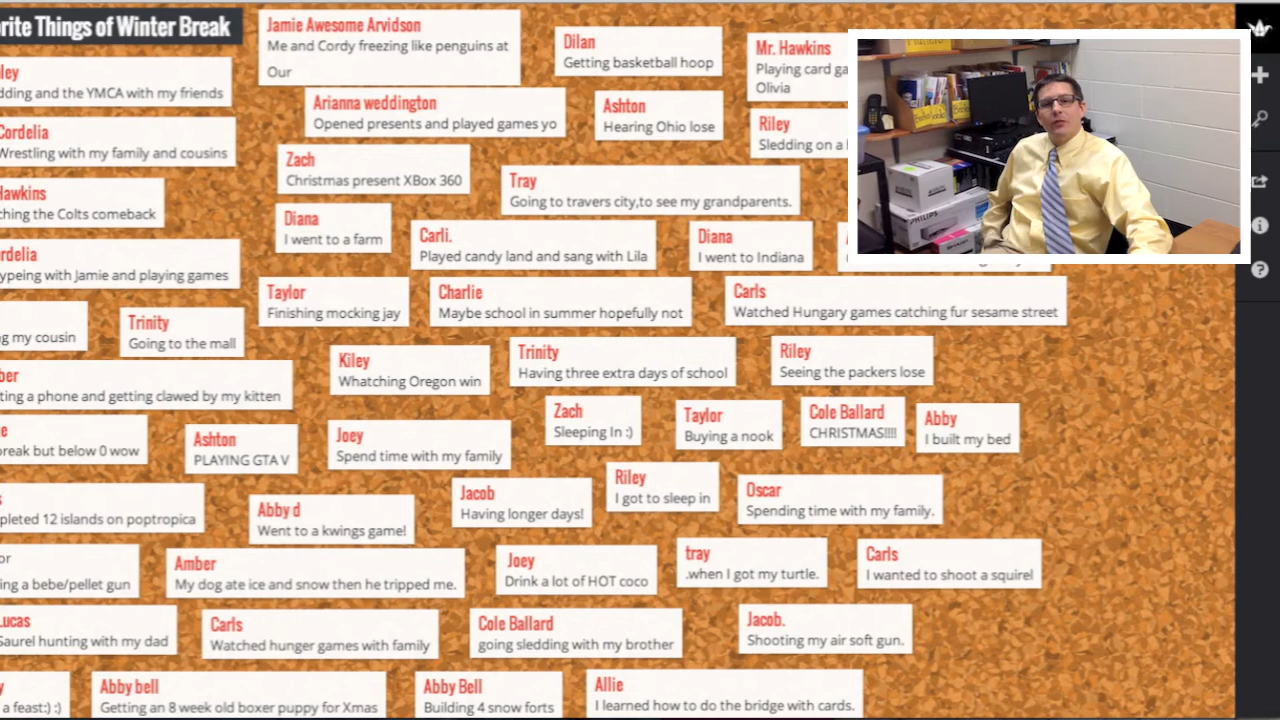 rite Things of Winter Break
Jamie Awesome Arvidson
Me and Cordy freezing like penguins at
Our
Dilan
Getting basketball hoop
Mr. Hawkins
Playing card ga
Olivia
ley
dding and the YMCA with my friends
Arianna weddington
Opened presents and played games yo
Ashton
Hearing Ohio lose
Riley
Sledding on a
Cordelia
Wrestling with my family and cousins
Zach
Christmas present XBox 360
Tray
Going to travers city,to see my grandparents.
Hawkins
ching the Colts comeback
Diana
I went to a farm
Carli.
Played candy land and sang with Lila
Diana
I went to Indiana
rdelia
ypeing with Jamie and playing games
Taylor
Finishing mocking jay
Charlie
Maybe school in summer hopefully not
Carls
Watched Hungary games catching fur sesame street
g my cousin
Trinity
Going to the mall
Kiley
Whatching Oregon win
Trinity
Having three extra days of school
Riley
Seeing the packers lose
ber
ting a phone and getting clawed by my kitten
Zach
Sleeping In :)
Taylor
Buying a nook
Cole Ballard
CHRISTMAS!!!!
Abby
I built my bed
e
reak but below 0 wow
Ashton
PLAYING GTA V
Joey
Spend time with my family
Riley
I got to sleep in
Jacob
Having longer days!
Oscar
Spending time with my family.
s
pleted 12 islands on poptropica
Abby d
Went to a kwings game!
or
ing a bebe/pellet gun
Amber
My dog ate ice and snow then he tripped me.
Joey
Drink a lot of HOT coco
tray
.when I got my turtle.
Carls
I wanted to shoot a squirel
Lucas
Saurel hunting with my dad
Carls
Watched hunger games with family
Cole Ballard
going sledding with my brother
Jacob.
Shooting my air soft gun.
y
a feast:) :)
Abby bell
Getting an 8 week old boxer puppy for Xmas
Abby Bell
Building 4 snow forts
Allie
I learned how to do the bridge with cards.
PHILIPS